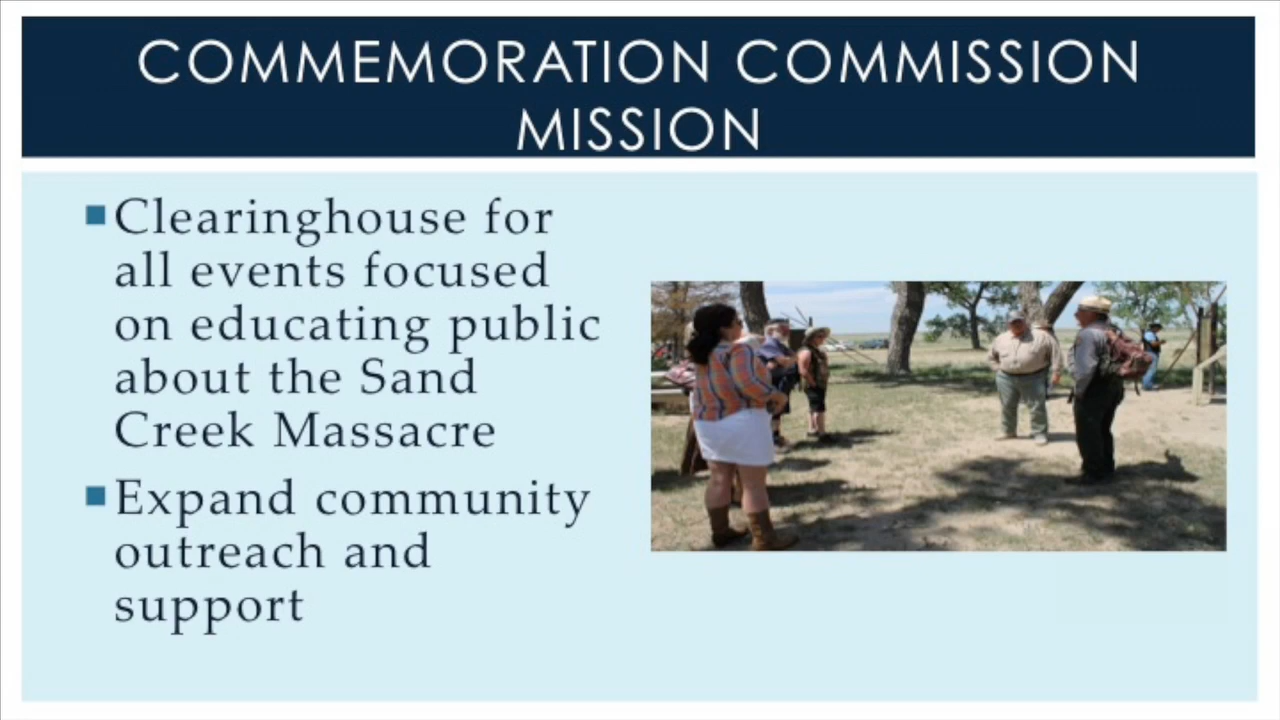 COMMEMORATION COMMISSION
MISSION
Clearinghouse for
all events focused
on educating public
about the Sand
Creek Massacre
Expand community
outreach and
support